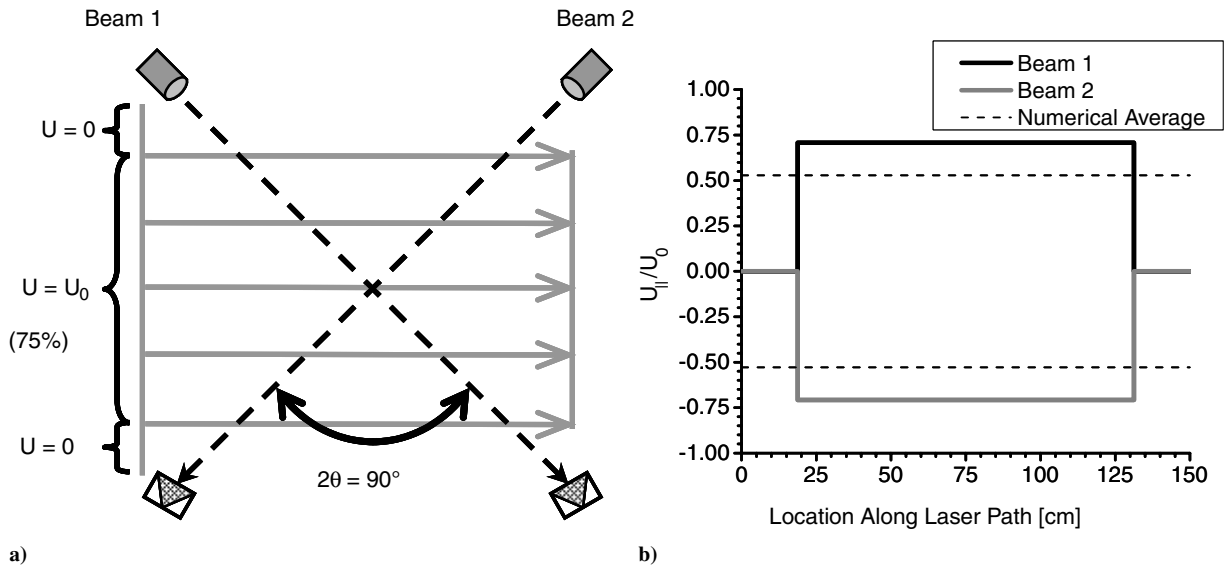 Beam 1
Beam 2
U = 0
U = U0
(75%)
U = 0
2θ = 90°
a)
Beam 1
Beam 2
Numerical Average
1.00
0.75
0.50
0.25
0.00
-0.25
-0.50
-0.75
-1.00
U||/U0
0
25
50
75
100
125
150
Location Along Laser Path [cm]
b)